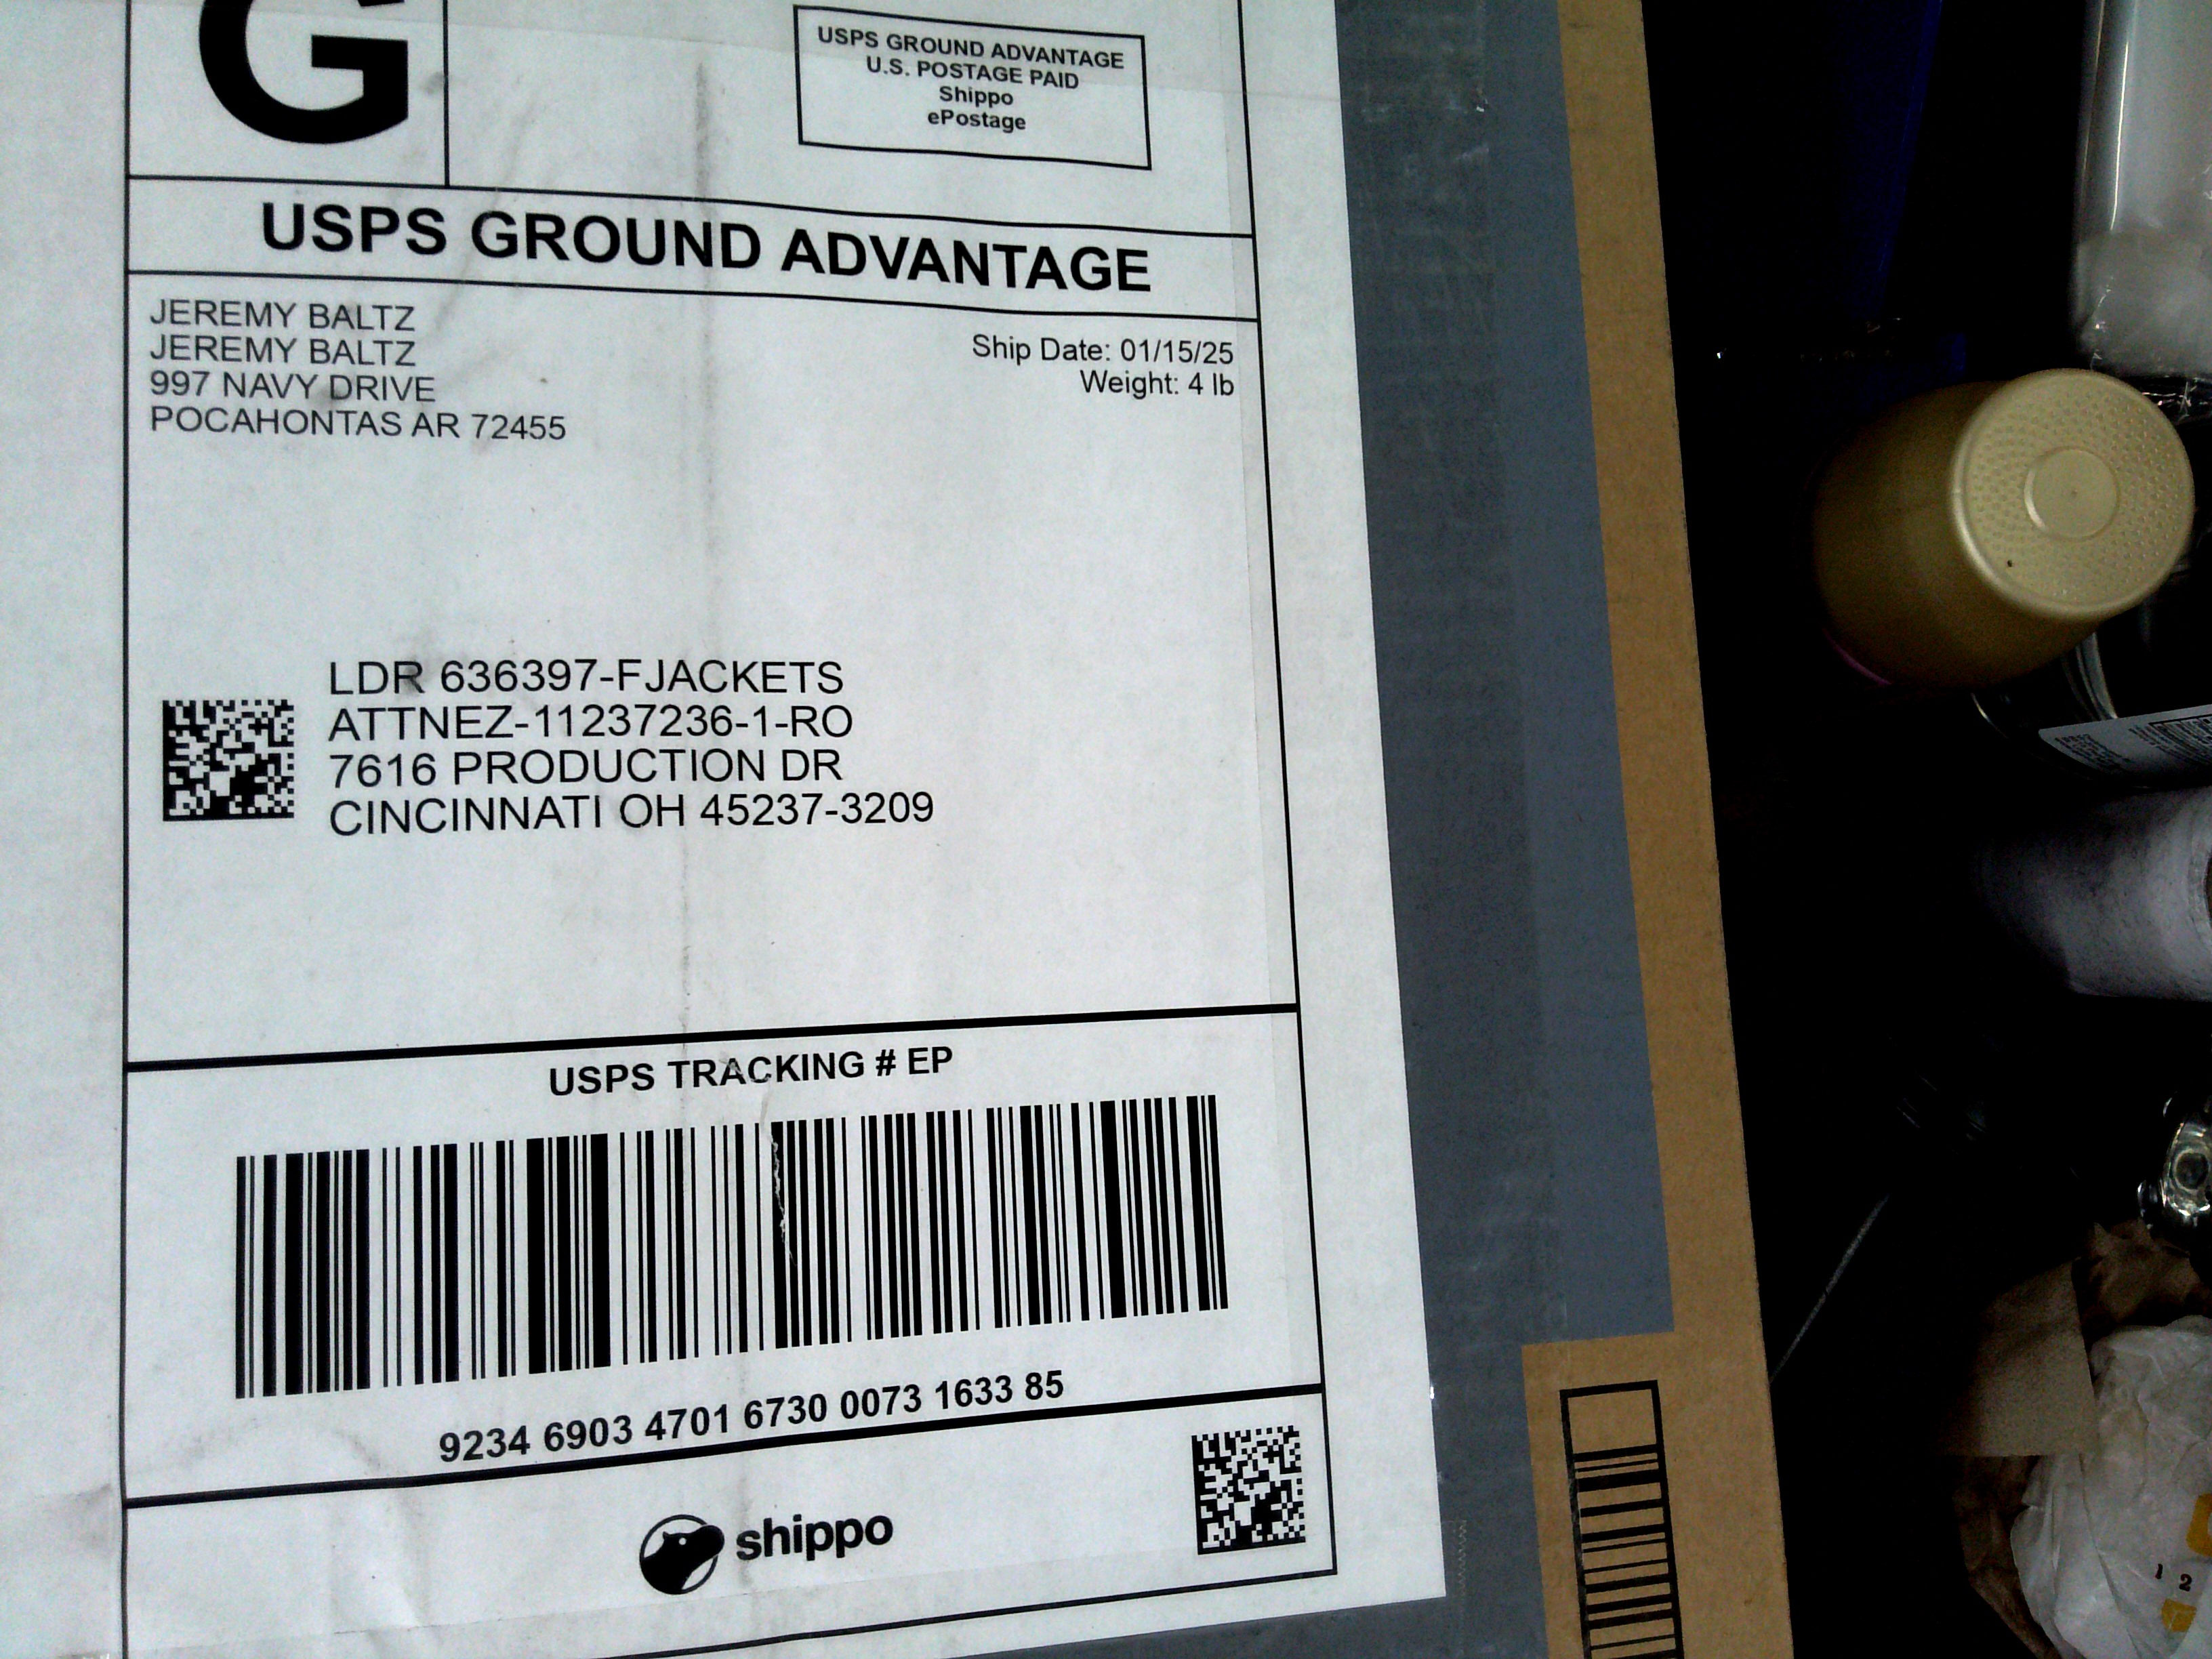 G
USPS GROUND ADVANTAGE
U.S. POSTAGE PAID
Shippo
ePostage
USPS GROUND ADVANTAGE
JEREMY BALTZ
JEREMY BALTZ
997 NAVY DRIVE
POCAHONTAS AR 72455
Ship Date: 01/15/25
Weight: 4 lb
LDR 636397-FJACKETS
ATTNEZ-11237236-1-RO
7616 PRODUCTION DR
CINCINNATI OH 45237-3209
USPS TRACKING # EP
9234 6903 4701 6730 0073 1633 85
shippo
1 2